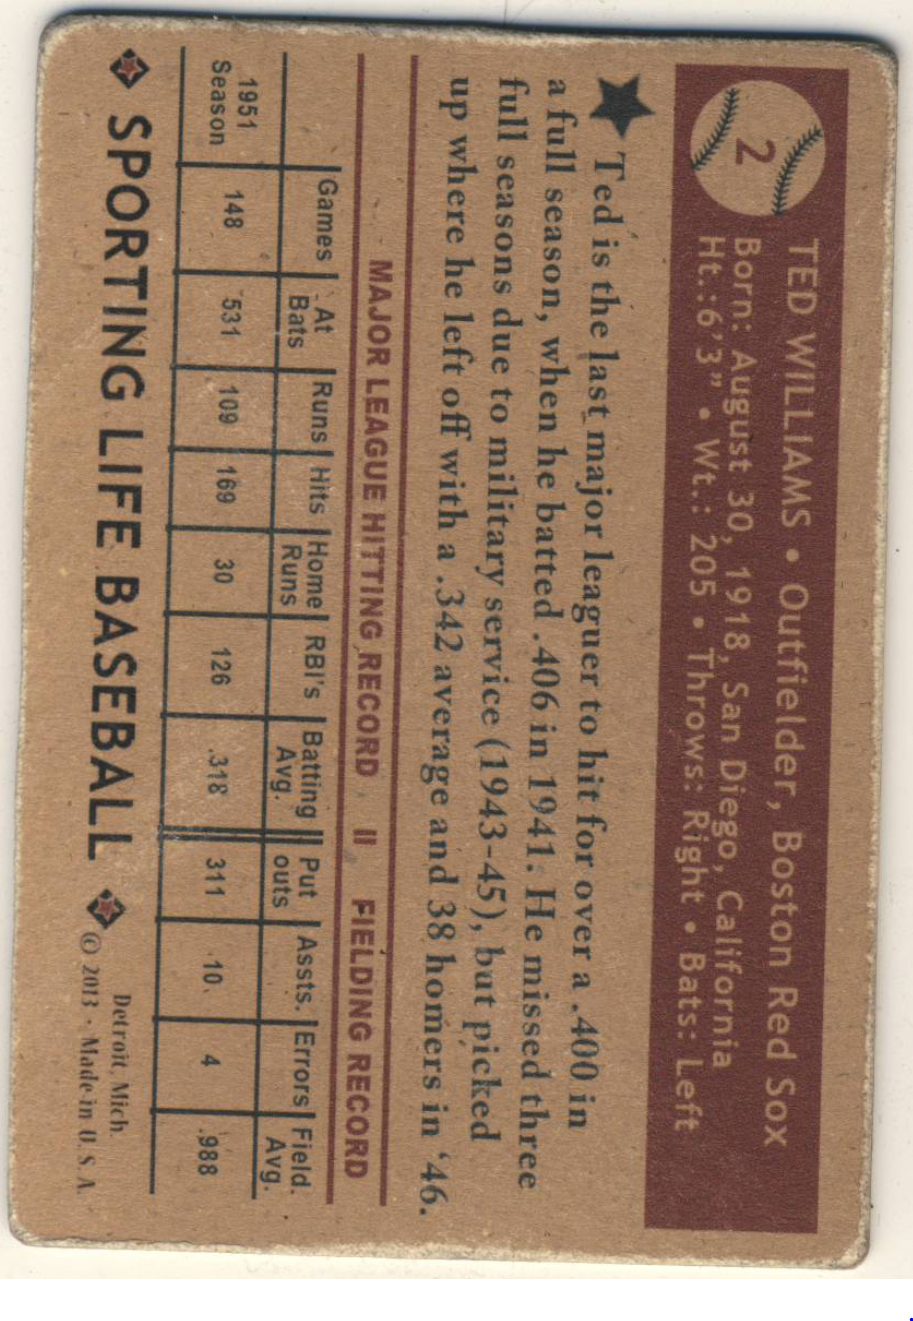 2
TED WILLIAMS • Outfielder, Boston Red Sox
Born: August 30, 1918, San Diego, California
Ht.: 6'3" • Wt.: 205 • Throws: Right • Bats: Left
★ Ted is the last major leaguer to hit for over a .400 in
a full season, when he batted .406 in 1941. He missed three
full seasons due to military service (1943-45), but picked
up where he left off with a .342 average and 38 homers in '46.
MAJOR LEAGUE HITTING RECORD II FIELDING RECORD
Games At Bats Runs Hits Home Runs RBI's Batting Avg. Put outs Assts. Errors Field. Avg.
1951 Season 148 531 109 169 30 126 .318 311 10 4 .988
SPORTING LIFE BASEBALL
Detroit, Mich.
© 2013 • Made in U.S.A.